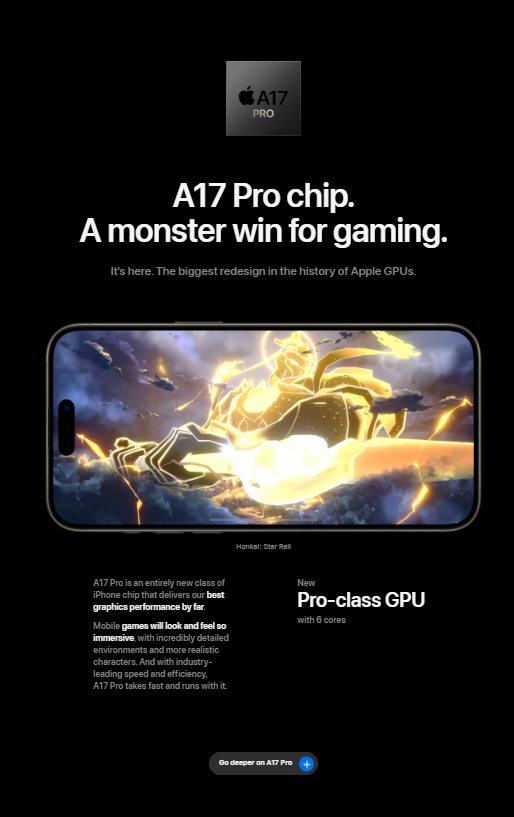 A17
PRO
A17 Pro chip.
A monster win for gaming.
It's here. The biggest redesign in the history of Apple GPUs.
Honkai: Star Rail
A17 Pro is an entirely new class of
iPhone chip that delivers our best
graphics performance by far.
Mobile games will look and feel so
immersive, with incredibly detailed
environments and more realistic
characters. And with industry-
leading speed and efficiency,
A17 Pro takes fast and runs with it.
New
Pro-class GPU
with 6 cores
Go deeper on A17 Pro